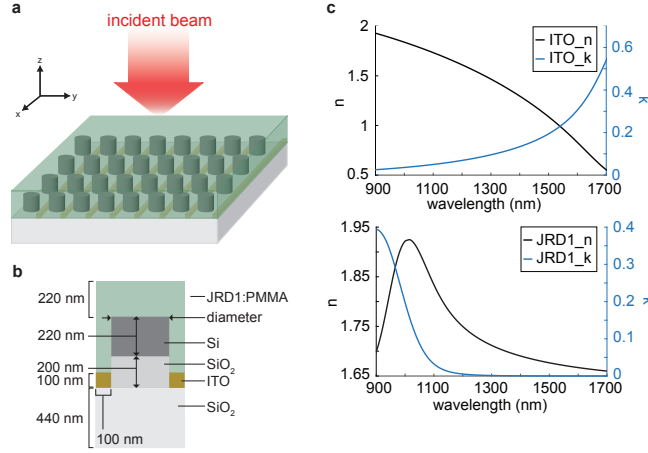 a
incident beam
z
y
x
b
220 nm
220 nm
200 nm
100 nm
440 nm
100 nm
JRD1:PMMA
diameter
Si
SiO₂
ITO
SiO₂
c
2
1.5
1
0.5
n
0.6
0.4
0.2
0
k
ITO_n
ITO_k
900 1100 1300 1500 1700
wavelength (nm)
1.95
1.85
1.75
1.65
n
0.4
0.3
0.2
0.1
0
k
JRD1_n
JRD1_k
900 1100 1300 1500 1700
wavelength (nm)